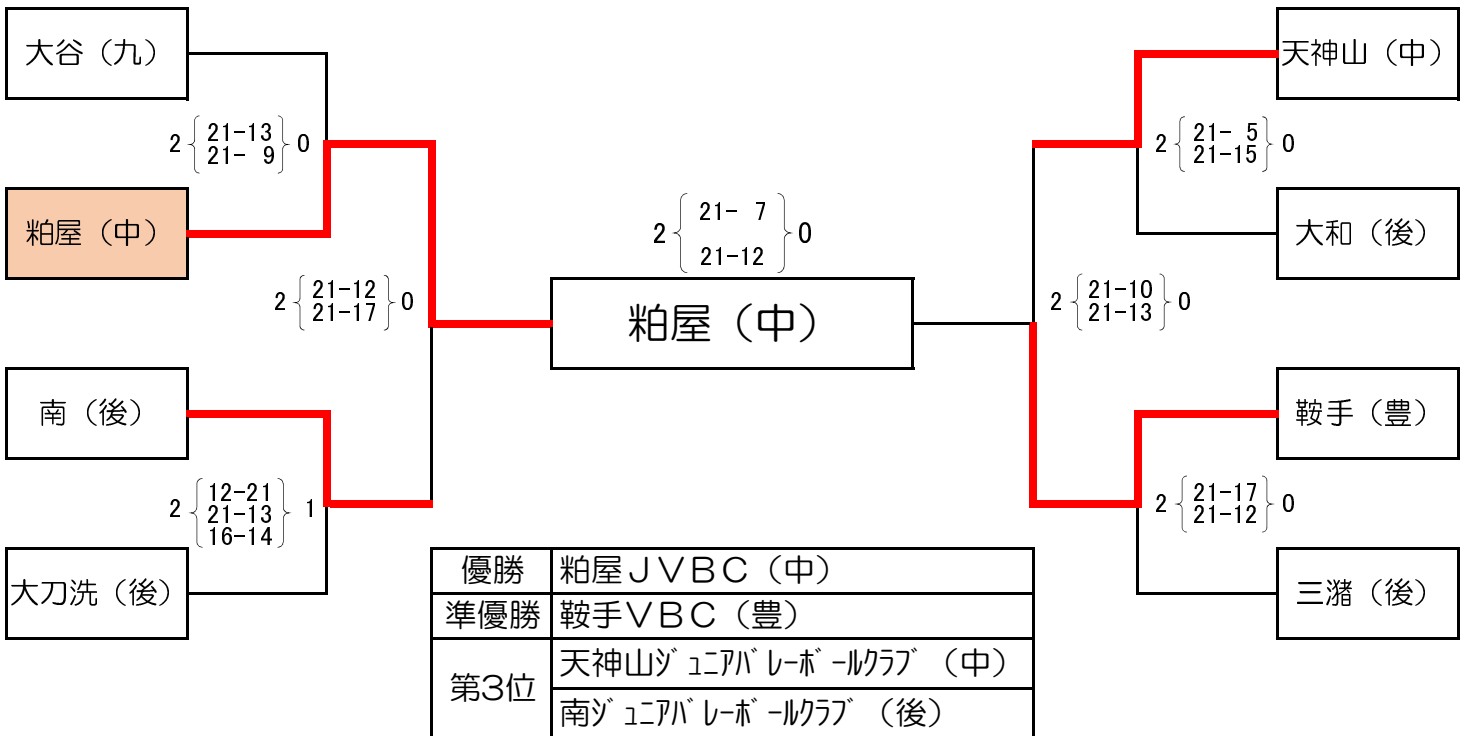 大谷（九）
天神山（中）
2 21-13 0
21- 9
2 21- 5 0
21-15
粕屋（中）
大和（後）
2 21- 7 0
21-12
2 21-12 0
21-17
粕屋（中）
2 21-10 0
21-13
南（後）
鞍手（豊）
2 12-21 1
21-13
16-14
2 21-17 0
21-12
大刀洗（後）
三潴（後）
優勝 粕屋ＪＶＢＣ（中）
準優勝 鞍手ＶＢＣ（豊）
第3位 天神山ｼﾞｭﾆｱﾊﾞﾚｰﾎﾞｰﾙｸﾗﾌﾞ（中）
南ｼﾞｭﾆｱﾊﾞﾚｰﾎﾞｰﾙｸﾗﾌﾞ（後）